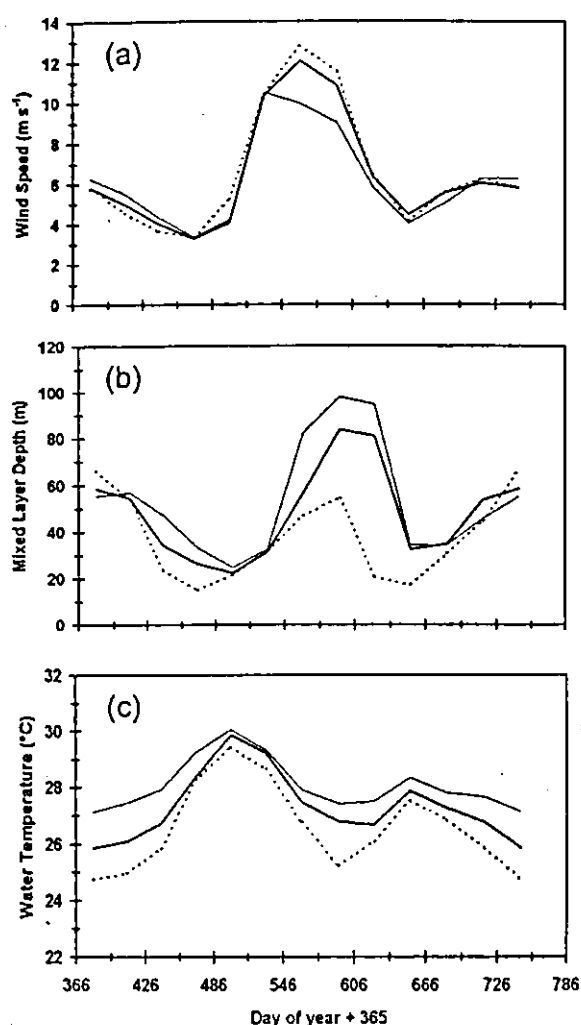 14
12
10
8
6
4
2
0
Wind Speed (m s⁻¹)
(a)
120
100
80
60
40
20
0
Mixed Layer Depth (m)
(b)
32
30
28
26
24
22
Water Temperature (°C)
(c)
366 426 486 546 606 666 726 786
Day of year + 365